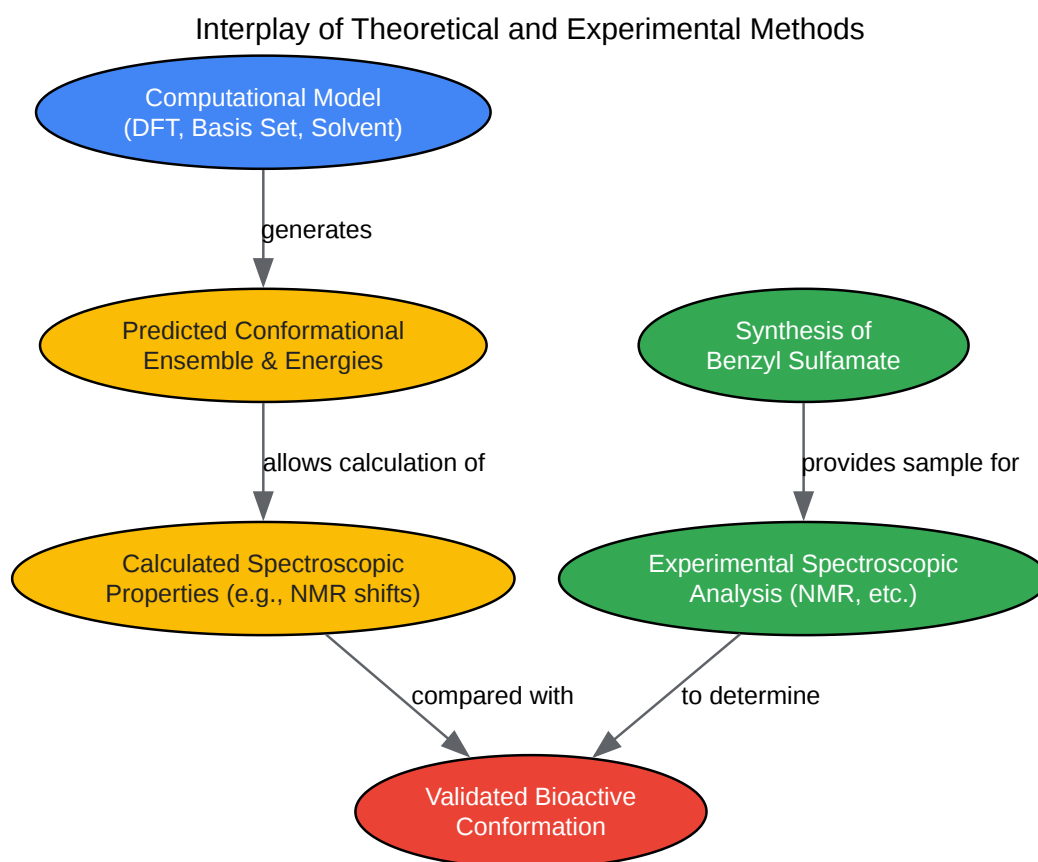 Interplay of Theoretical and Experimental Methods
Computational Model
(DFT, Basis Set, Solvent)
generates
Predicted Conformational
Ensemble & Energies
Synthesis of
Benzyl Sulfamate
allows calculation of
provides sample for
Calculated Spectroscopic
Properties (e.g., NMR shifts)
Experimental Spectroscopic
Analysis (NMR, etc.)
compared with
to determine
Validated Bioactive
Conformation